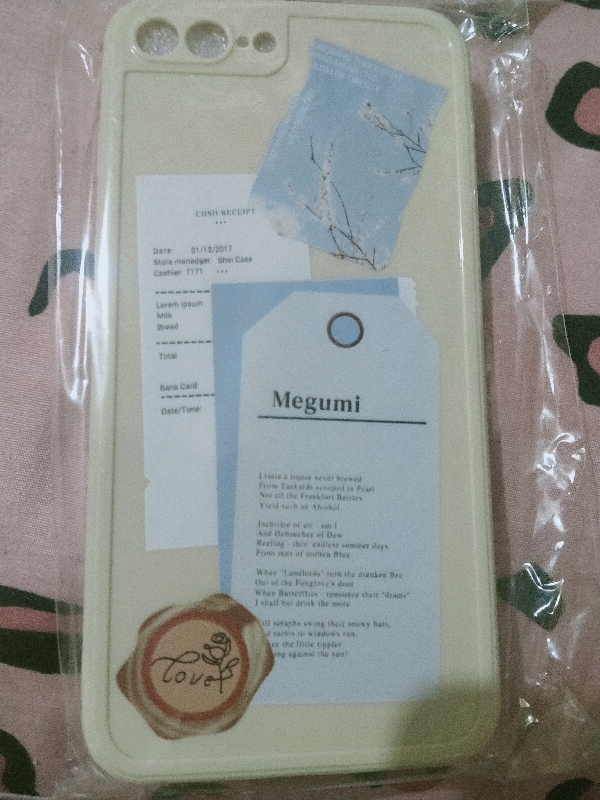 CUSH RECEIPT
Date: 31/12/2017
Store manadger: Shin Case
Cashier 7171
Lorem ipsum
Milk
Bread
Total
Bank Card:
Date/Time:
Megumi
I taste a liquor never brewed
From Tankards scooped in Pearl
Not all the Frankfort Berries
Yield such an Alcohol
Inebriate of air - am I
And Debauchee of Dew
Reeling - thro' endless summer days
From inns of molten Blue
When "Landlords" turn the drunken Bee
Out of the Foxglove's door
When Butterflies - renounce their "drams"
I shall but drink the more
seraphs swing their snowy hats,
saints to windows run,
the little tippler
against the sun!
Love